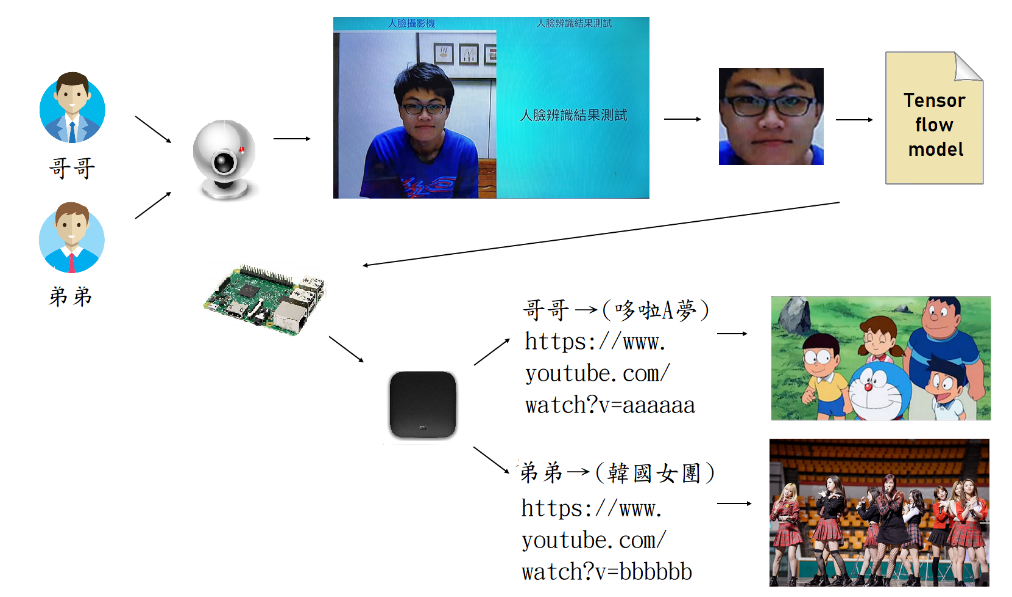 人臉攝影機
人臉辨識結果測試
人臉辨識結果測試
哥哥
弟弟
Tensor
flow
model
哥哥→(哆啦A夢)
https://www.
youtube.com/
watch?v=aaaaaa
弟弟→(韓國女團)
https://www.
youtube.com/
watch?v=bbbbbb